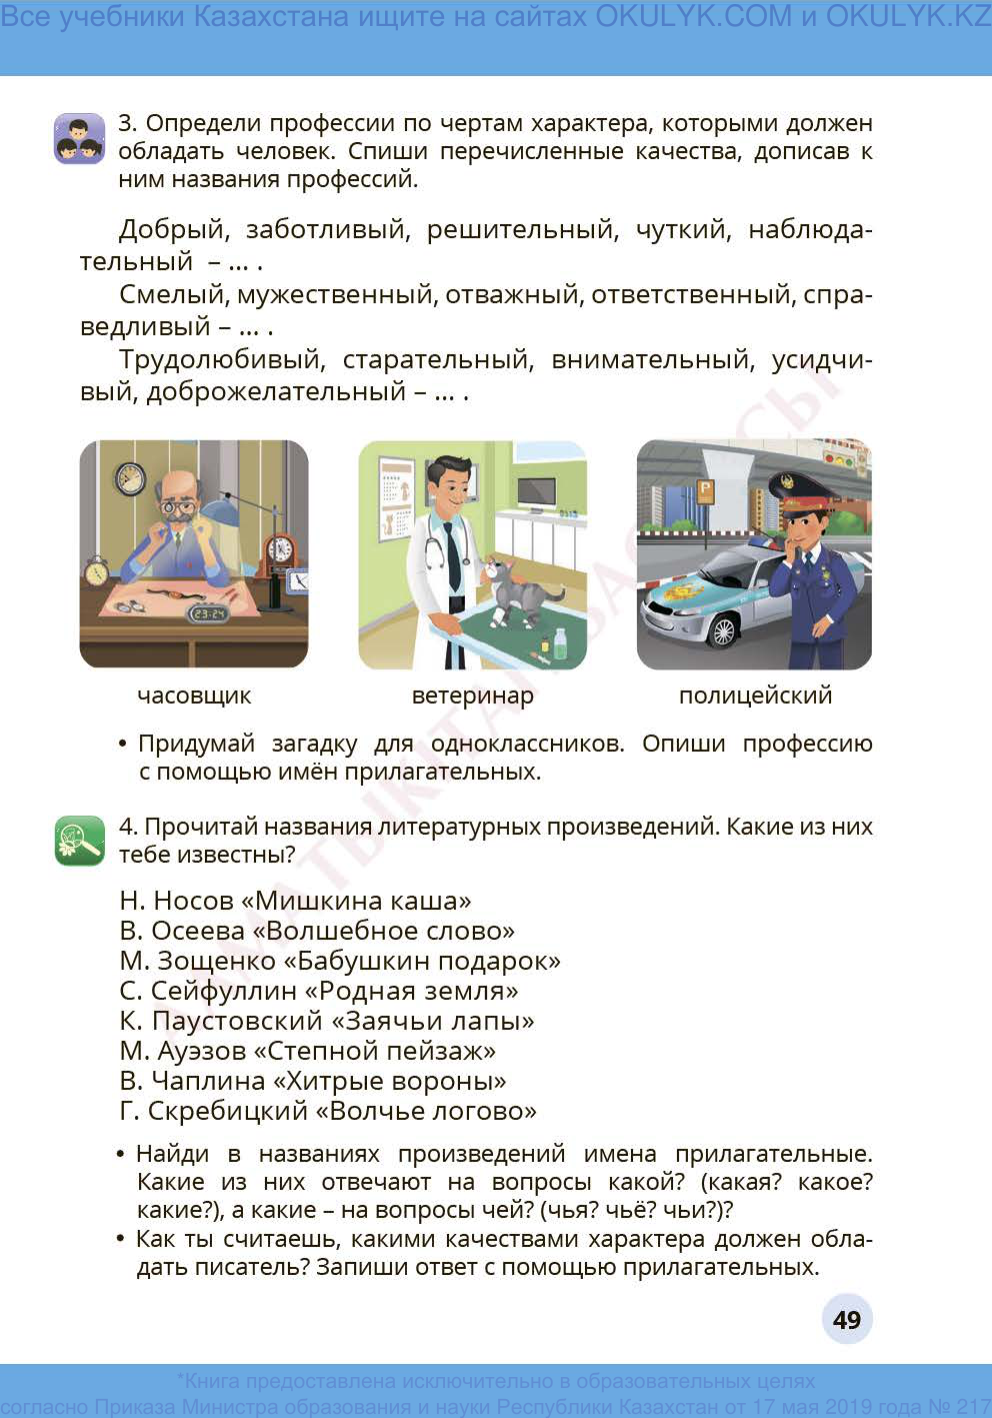 Все учебники Казахстана ищите на сайтах OKULYK.COM и OKULYK.KZ
3. Определи профессии по чертам характера, которыми должен
обладать человек. Спиши перечисленные качества, дописав к
ним названия профессий.
Добрый, заботливый, решительный, чуткий, наблюда-
тельный – ... .
Смелый, мужественный, отважный, ответственный, спра-
ведливый – ... .
Трудолюбивый, старательный, внимательный, усидчи-
вый, доброжелательный – ... .
23:24
P
часовщик ветеринар полицейский
• Придумай загадку для одноклассников. Опиши профессию
с помощью имён прилагательных.
4. Прочитай названия литературных произведений. Какие из них
тебе известны?
Н. Носов «Мишкина каша»
В. Осеева «Волшебное слово»
М. Зощенко «Бабушкин подарок»
С. Сейфуллин «Родная земля»
К. Паустовский «Заячьи лапы»
М. Ауэзов «Степной пейзаж»
В. Чаплина «Хитрые вороны»
Г. Скребицкий «Волчье логово»
• Найди в названиях произведений имена прилагательные.
Какие из них отвечают на вопросы какой? (какая? какое?
какие?), а какие – на вопросы чей? (чья? чьё? чьи?)?
• Как ты считаешь, какими качествами характера должен обла-
дать писатель? Запиши ответ с помощью прилагательных.
49
*Книга предоставлена исключительно в образовательных целях
согласно Приказа Министра образования и науки Республики Казахстан от 17 мая 2019 года № 217